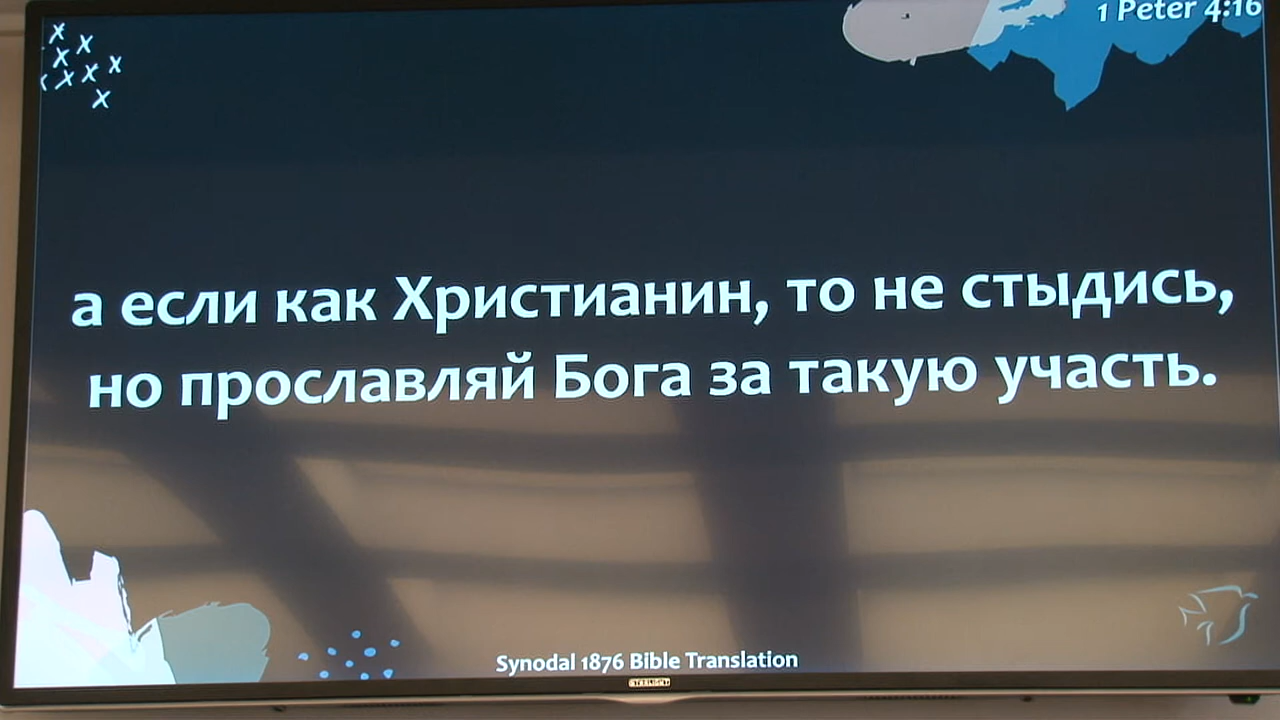 1 Peter 4:16
а если как Христианин, то не стыдись,
но прославляй Бога за такую участь.
Synodal 1876 Bible Translation